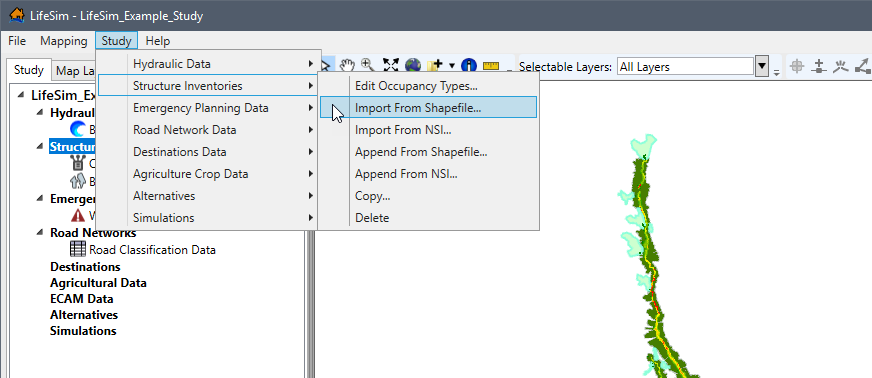 LifeSim - LifeSim_Example_Study
File Mapping Study Help
Study Map La
Selectable Layers: All Layers
Hydraulic Data
Structure Inventories
Emergency Planning Data
Road Network Data
Destinations Data
Agriculture Crop Data
Alternatives
Simulations
Edit Occupancy Types...
Import From Shapefile...
Import From NSI...
Append From Shapefile...
Append From NSI...
Copy...
Delete
LifeSim_Ex
Hydraul
B
Structur
C
B
Emergen
W
Road Networks
Road Classification Data
Destinations
Agricultural Data
ECAM Data
Alternatives
Simulations